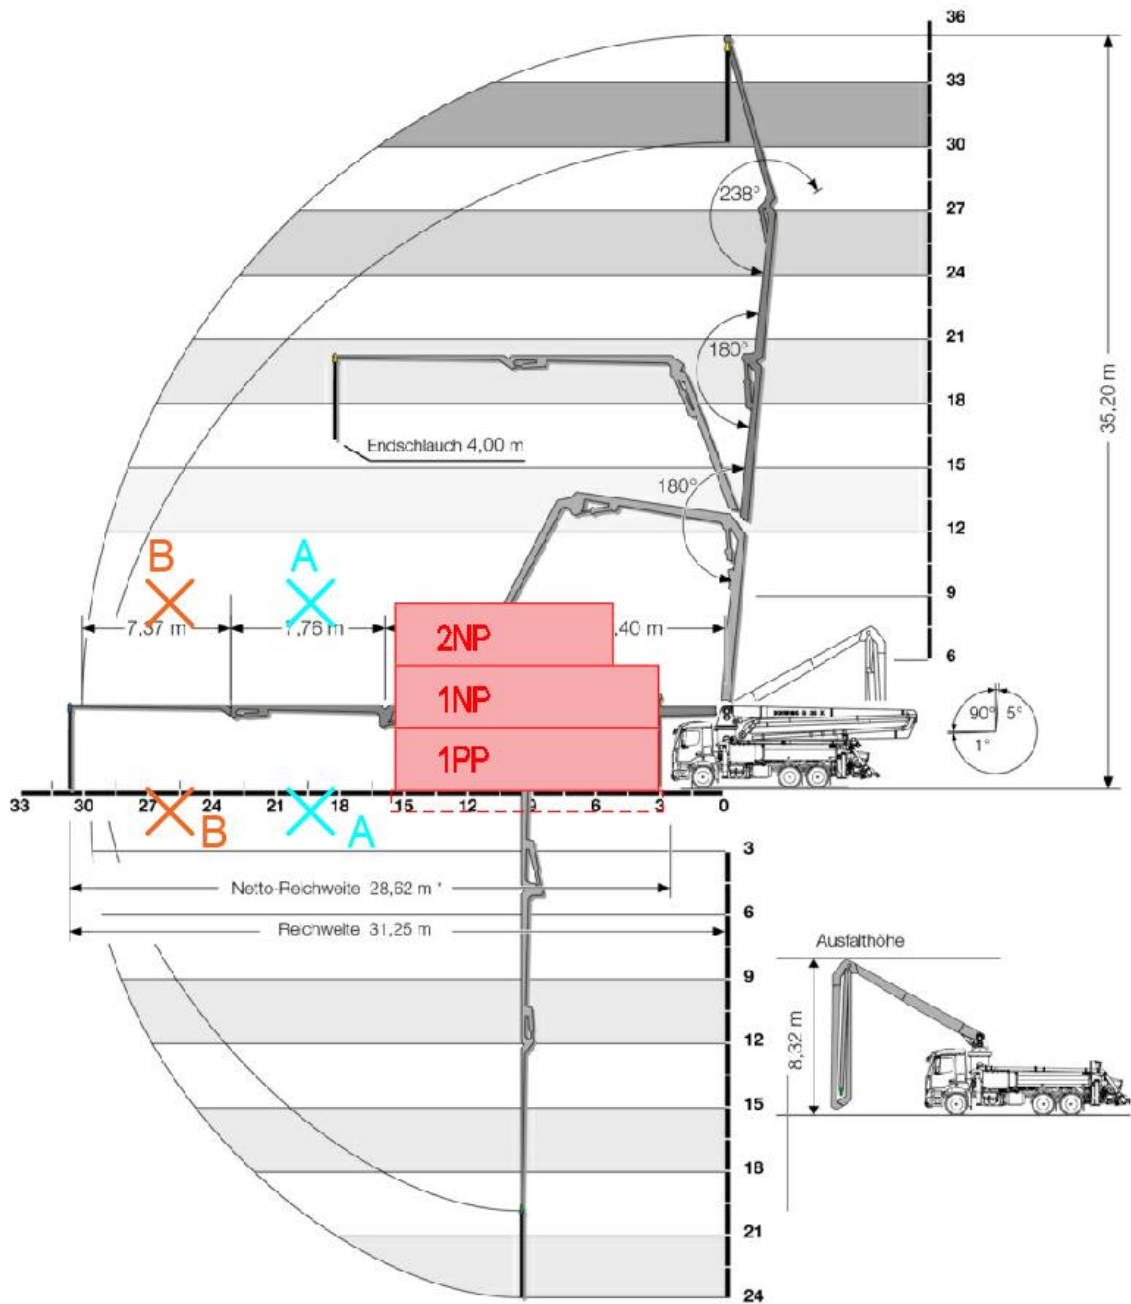 36
33
30
238°
27
24
21
180°
18
35,20 m
Endschlauch 4,00 m
15
180°
12
B
A
9
7,37 m
,76 m
,40 m
2NP
6
1NP
90° 5°
1°
1PP
33 30 27 24 21 18 15 12 9 6 3 0
B
A
3
Netto-Reichweite 28,62 m *
6
Reichweite 31,25 m
Ausfalthöhe
9
8,32 m
12
15
18
21
24